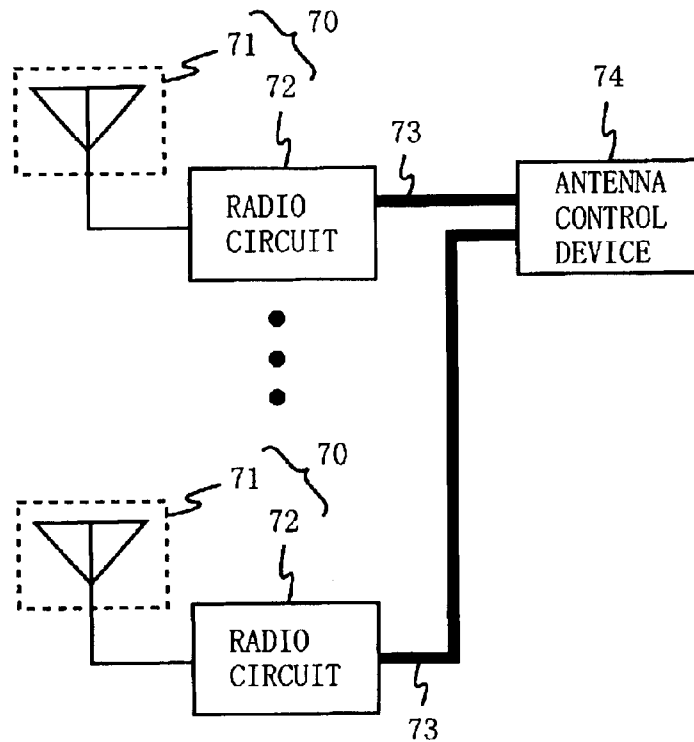 70
71
72
74
73
RADIO
CIRCUIT
ANTENNA
CONTROL
DEVICE
70
71
72
RADIO
CIRCUIT
73